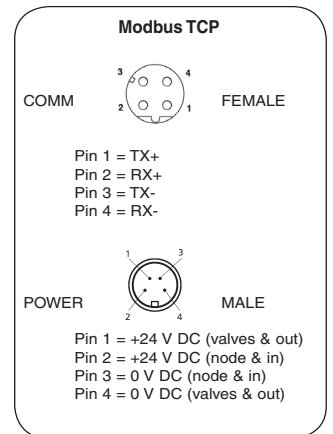 Modbus TCP
3 4
COMM FEMALE
2 1
Pin 1 = TX+
Pin 2 = RX+
Pin 3 = TX-
Pin 4 = RX-
1 3
POWER MALE
2 4
Pin 1 = +24 V DC (valves & out)
Pin 2 = +24 V DC (node & in)
Pin 3 = 0 V DC (node & in)
Pin 4 = 0 V DC (valves & out)